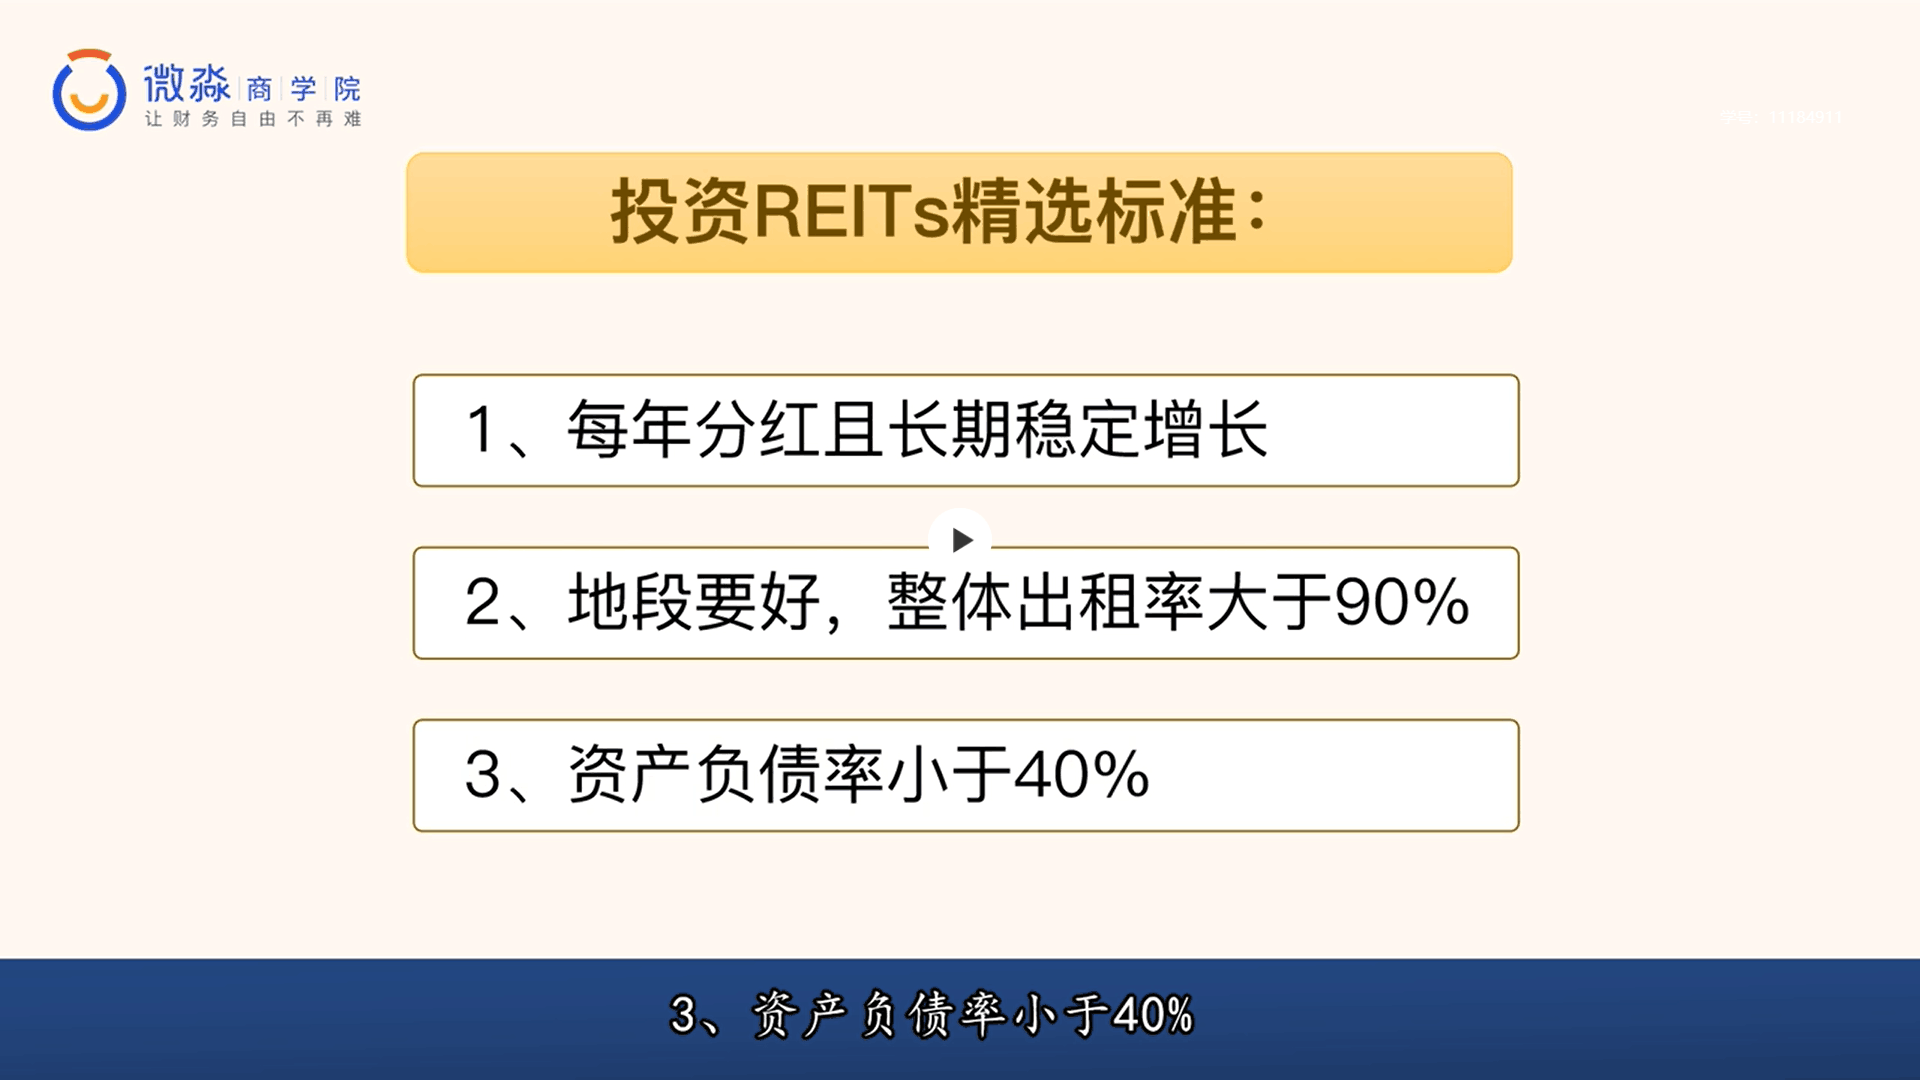 微淼商学院
让财务自由不再难
学号：11164911
投资REITs精选标准：
1、每年分红且长期稳定增长
2、地段要好，整体出租率大于90%
3、资产负债率小于40%
3、资产负债率小于40%